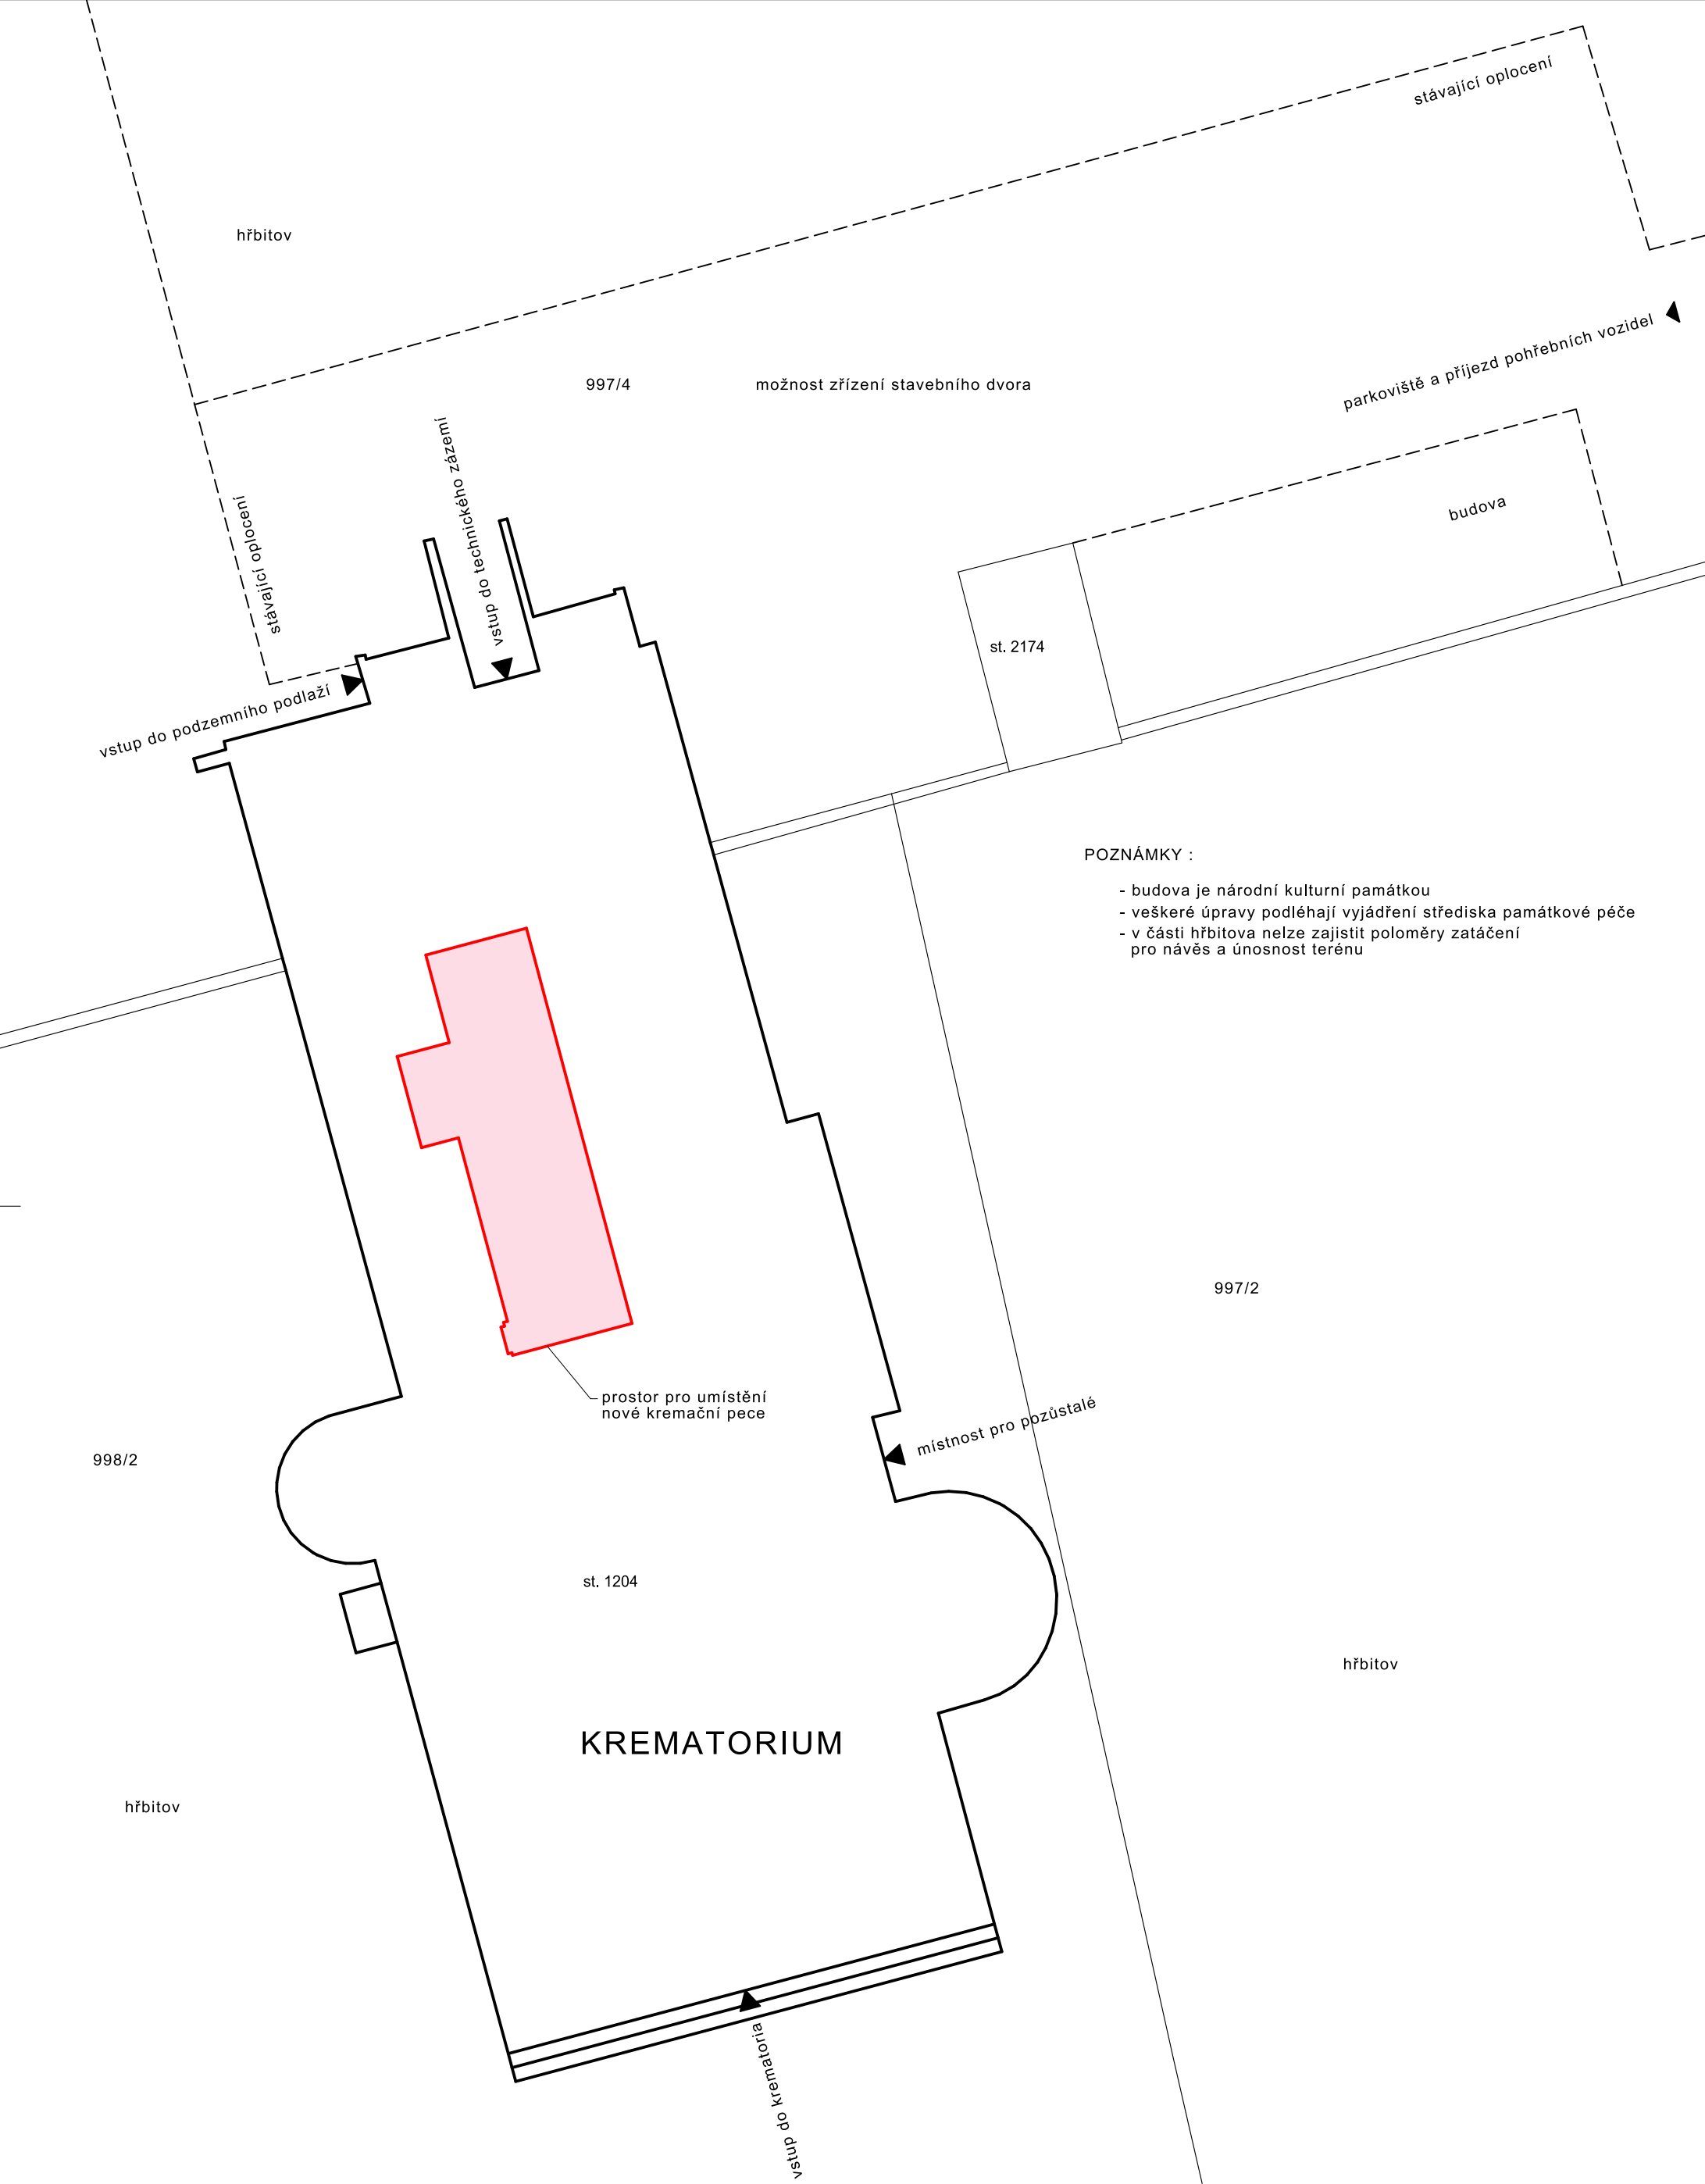 stávající oplocení
hřbitov
parkoviště a příjezd pohřebních vozidel
997/4
možnost zřízení stavebního dvora
vstup do technického zázemí
stávající oplocení
budova
st. 2174
vstup do podzemního podlaží
POZNÁMKY :
- budova je národní kulturní památkou
- veškeré úpravy podléhají vyjádření střediska památkové péče
- v části hřbitova nelze zajistit poloměry zatáčení
pro návěs a únosnost terénu
997/2
prostor pro umístění
nové kremační pece
místnost pro pozůstalé
998/2
st. 1204
hřbitov
KREMATORIUM
hřbitov
vstup do krematoria